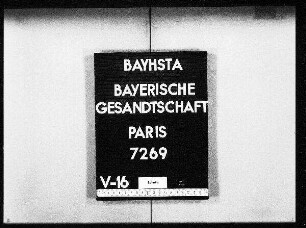 BAYHSTA
BAYERISCHE
GESANDTSCHAFT
PARIS
7269
V-16